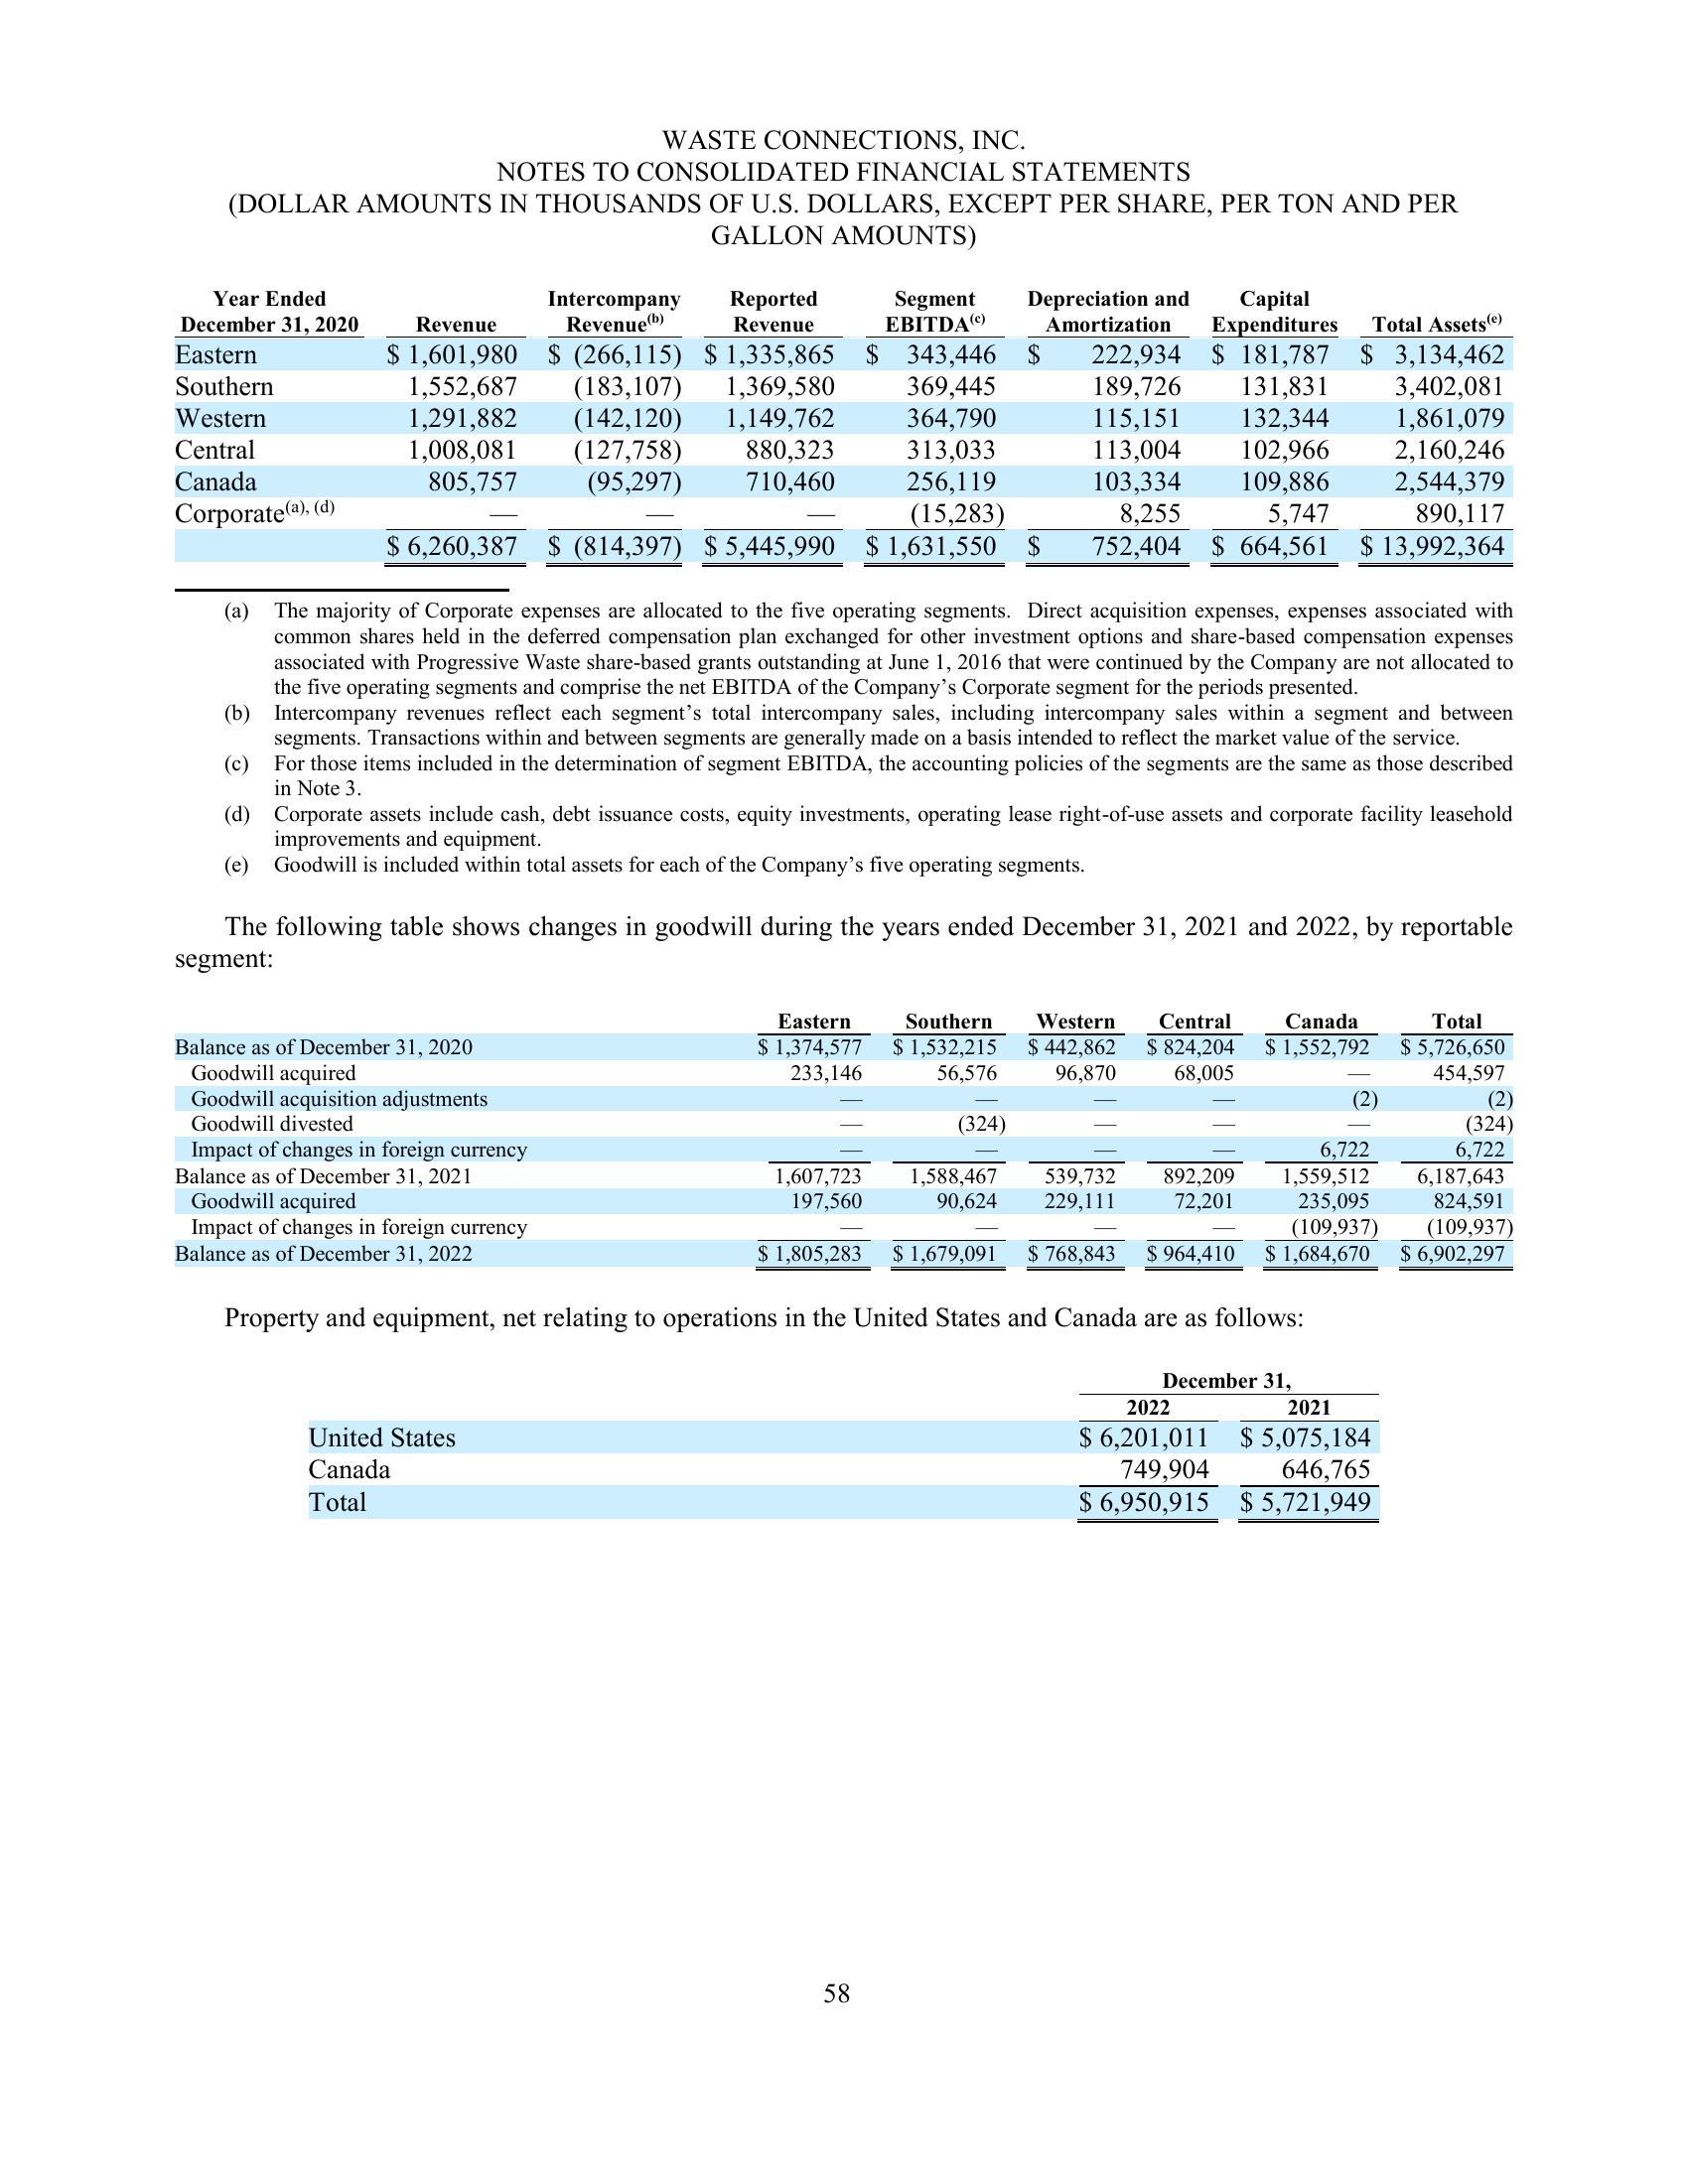 WASTE CONNECTIONS, INC.
NOTES TO CONSOLIDATED FINANCIAL STATEMENTS
(DOLLAR AMOUNTS IN THOUSANDS OF U.S. DOLLARS, EXCEPT PER SHARE, PER TON AND PER
GALLON AMOUNTS)
Year Ended Intercompany Reported Segment Depreciation and Capital
December 31, 2020 Revenue Revenue(b) Revenue EBITDA(c) Amortization Expenditures Total Assets(e)
Eastern $ 1,601,980 $ (266,115) $ 1,335,865 $ 343,446 $ 222,934 $ 181,787 $ 3,134,462
Southern 1,552,687 (183,107) 1,369,580 369,445 189,726 131,831 3,402,081
Western 1,291,882 (142,120) 1,149,762 364,790 115,151 132,344 1,861,079
Central 1,008,081 (127,758) 880,323 313,033 113,004 102,966 2,160,246
Canada 805,757 (95,297) 710,460 256,119 103,334 109,886 2,544,379
Corporate(a), (d) — — — (15,283) 8,255 5,747 890,117
$ 6,260,387 $ (814,397) $ 5,445,990 $ 1,631,550 $ 752,404 $ 664,561 $ 13,992,364
(a) The majority of Corporate expenses are allocated to the five operating segments. Direct acquisition expenses, expenses associated with
common shares held in the deferred compensation plan exchanged for other investment options and share-based compensation expenses
associated with Progressive Waste share-based grants outstanding at June 1, 2016 that were continued by the Company are not allocated to
the five operating segments and comprise the net EBITDA of the Company’s Corporate segment for the periods presented.
(b) Intercompany revenues reflect each segment’s total intercompany sales, including intercompany sales within a segment and between
segments. Transactions within and between segments are generally made on a basis intended to reflect the market value of the service.
(c) For those items included in the determination of segment EBITDA, the accounting policies of the segments are the same as those described
in Note 3.
(d) Corporate assets include cash, debt issuance costs, equity investments, operating lease right-of-use assets and corporate facility leasehold
improvements and equipment.
(e) Goodwill is included within total assets for each of the Company’s five operating segments.
The following table shows changes in goodwill during the years ended December 31, 2021 and 2022, by reportable
segment:
Eastern Southern Western Central Canada Total
Balance as of December 31, 2020 $ 1,374,577 $ 1,532,215 $ 442,862 $ 824,204 $ 1,552,792 $ 5,726,650
Goodwill acquired 233,146 56,576 96,870 68,005 — 454,597
Goodwill acquisition adjustments — — — — (2) (2)
Goodwill divested — (324) — — — (324)
Impact of changes in foreign currency — — — — 6,722 6,722
Balance as of December 31, 2021 1,607,723 1,588,467 539,732 892,209 1,559,512 6,187,643
Goodwill acquired 197,560 90,624 229,111 72,201 235,095 824,591
Impact of changes in foreign currency — — — — (109,937) (109,937)
Balance as of December 31, 2022 $ 1,805,283 $ 1,679,091 $ 768,843 $ 964,410 $ 1,684,670 $ 6,902,297
Property and equipment, net relating to operations in the United States and Canada are as follows:
December 31,
2022 2021
United States $ 6,201,011 $ 5,075,184
Canada 749,904 646,765
Total $ 6,950,915 $ 5,721,949
58